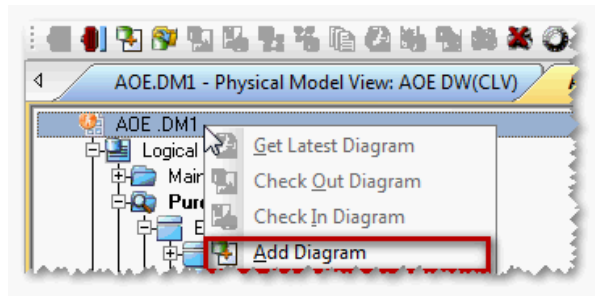 AOE.DM1 - Physical Model View: AOE DW(CLV)
AOE .DM1
Get Latest Diagram
Logical
Check Out Diagram
Main
Check In Diagram
Add Diagram